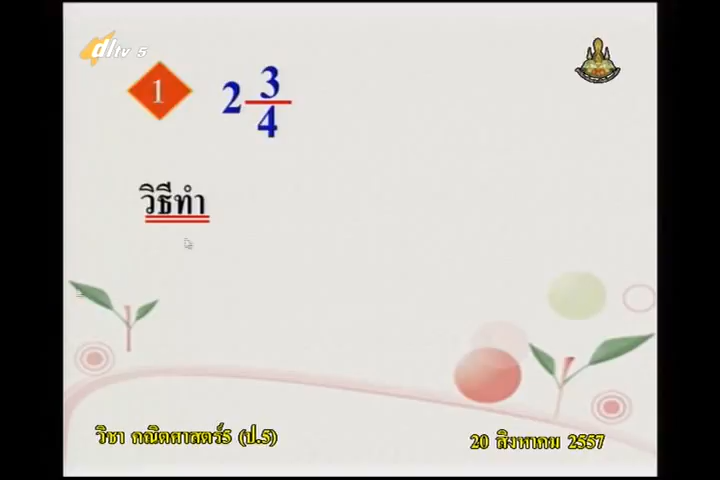 dltv 5
1
2 3/4
วิธีทำ
วิชา คณิตศาสตร์5 (ป.5)
20 สิงหาคม 2557